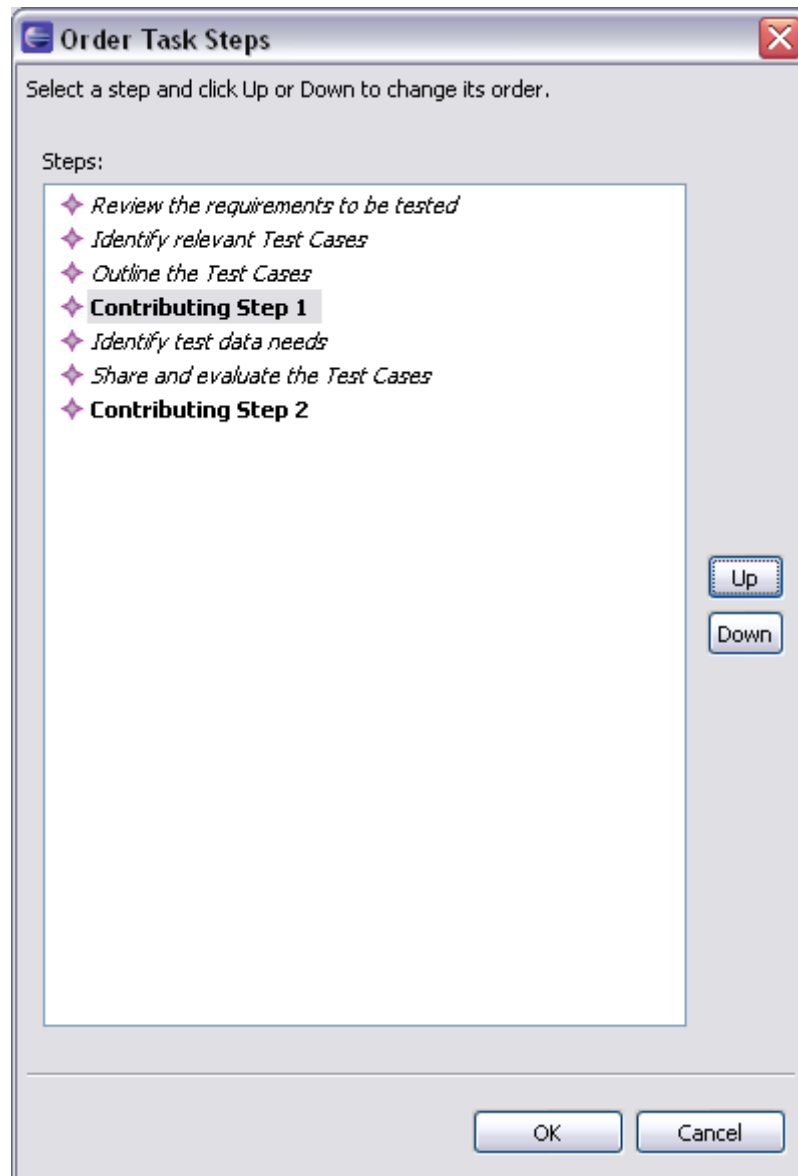 Order Task Steps
Select a step and click Up or Down to change its order.
Steps:
Review the requirements to be tested
Identify relevant Test Cases
Outline the Test Cases
Contributing Step 1
Identify test data needs
Share and evaluate the Test Cases
Contributing Step 2
Up
Down
OK
Cancel